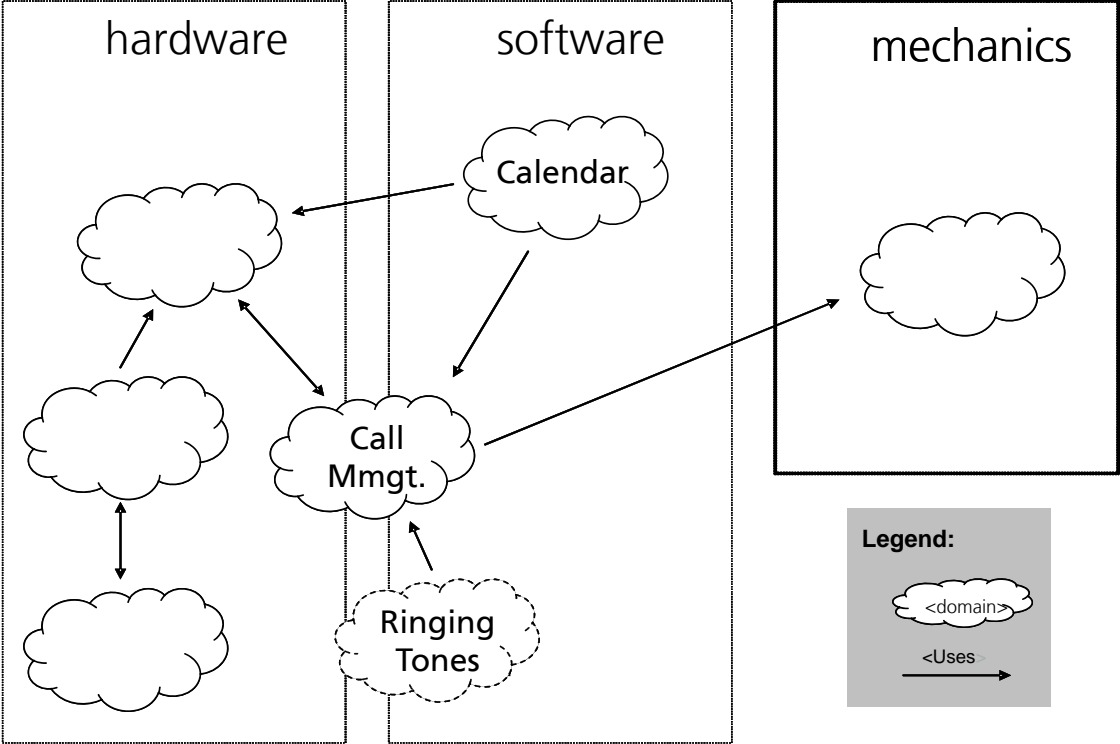 hardware
software
mechanics
Calendar
Call
Mmgt.
Ringing
Tones
Legend:
<domain>
<Uses>